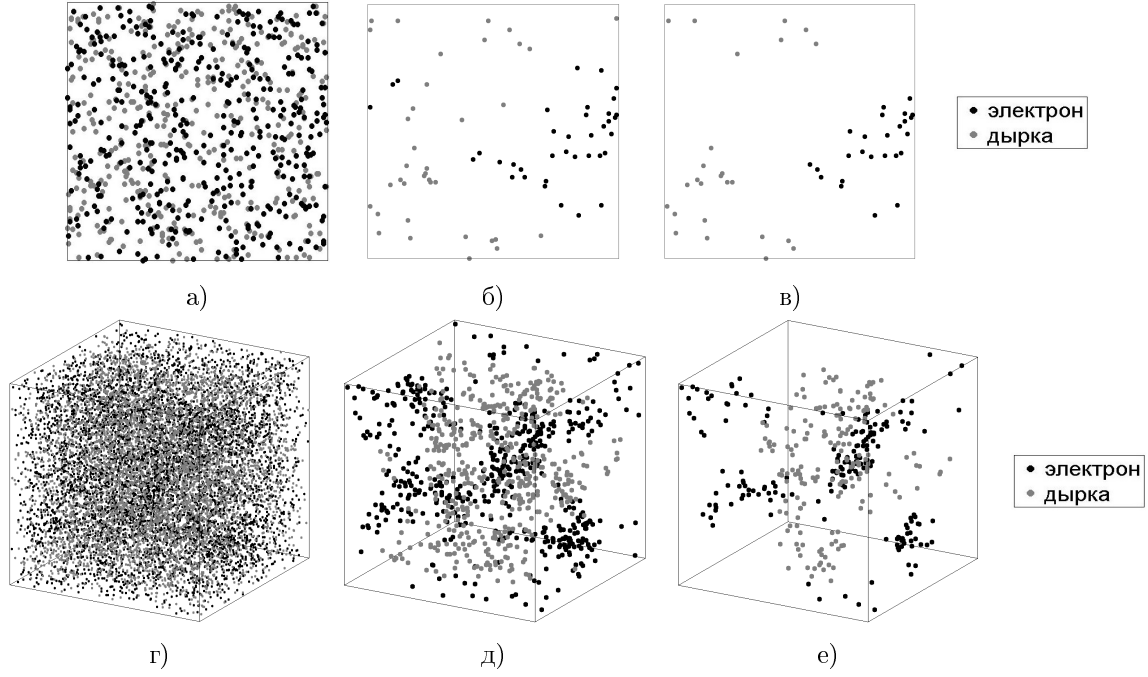 электрон
дырка
а)
б)
в)
электрон
дырка
г)
д)
е)